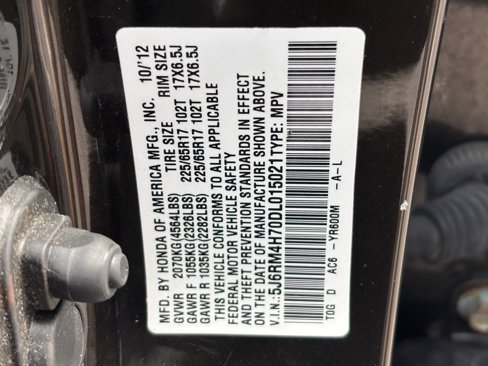 MFD. BY HONDA OF AMERICA MFG., INC. 10/'12
TIRE SIZE RIM SIZE
GVWR 2070KG(4564LBS)
GAWR F 1055KG(2326LBS) 225/65R17 102T 17X6.5J
GAWR R 1035KG(2282LBS) 225/65R17 102T 17X6.5J
THIS VEHICLE CONFORMS TO ALL APPLICABLE
FEDERAL MOTOR VEHICLE SAFETY
AND THEFT PREVENTION STANDARDS IN EFFECT
ON THE DATE OF MANUFACTURE SHOWN ABOVE.
V.I.N.: 5J6RM4H70DL015021 TYPE: MPV
TOG D AC6 -YR600M -A-L